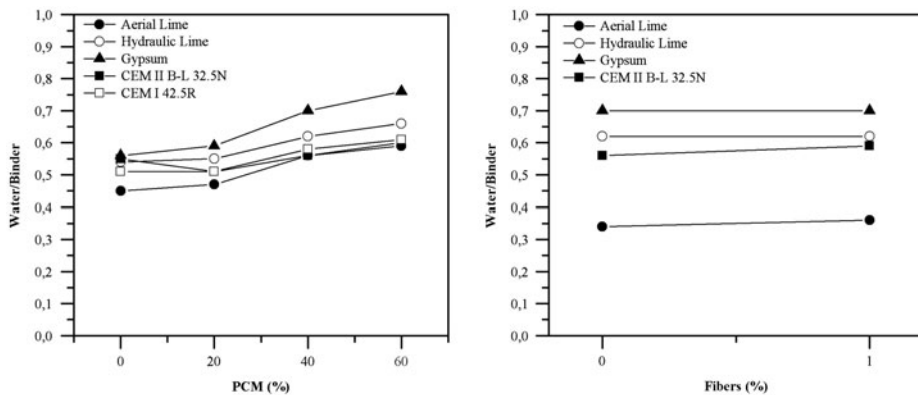 Aerial Lime
Hydraulic Lime
Gypsum
CEM II B-L 32.5N
CEM I 42.5R
1,0
0,9
0,8
0,7
0,6
0,5
0,4
0,3
0,2
0,1
0,0
Water/Binder
0 20 40 60
PCM (%)
Aerial Lime
Hydraulic Lime
Gypsum
CEM II B-L 32.5N
1,0
0,9
0,8
0,7
0,6
0,5
0,4
0,3
0,2
0,1
0,0
Water/Binder
0 1
Fibers (%)